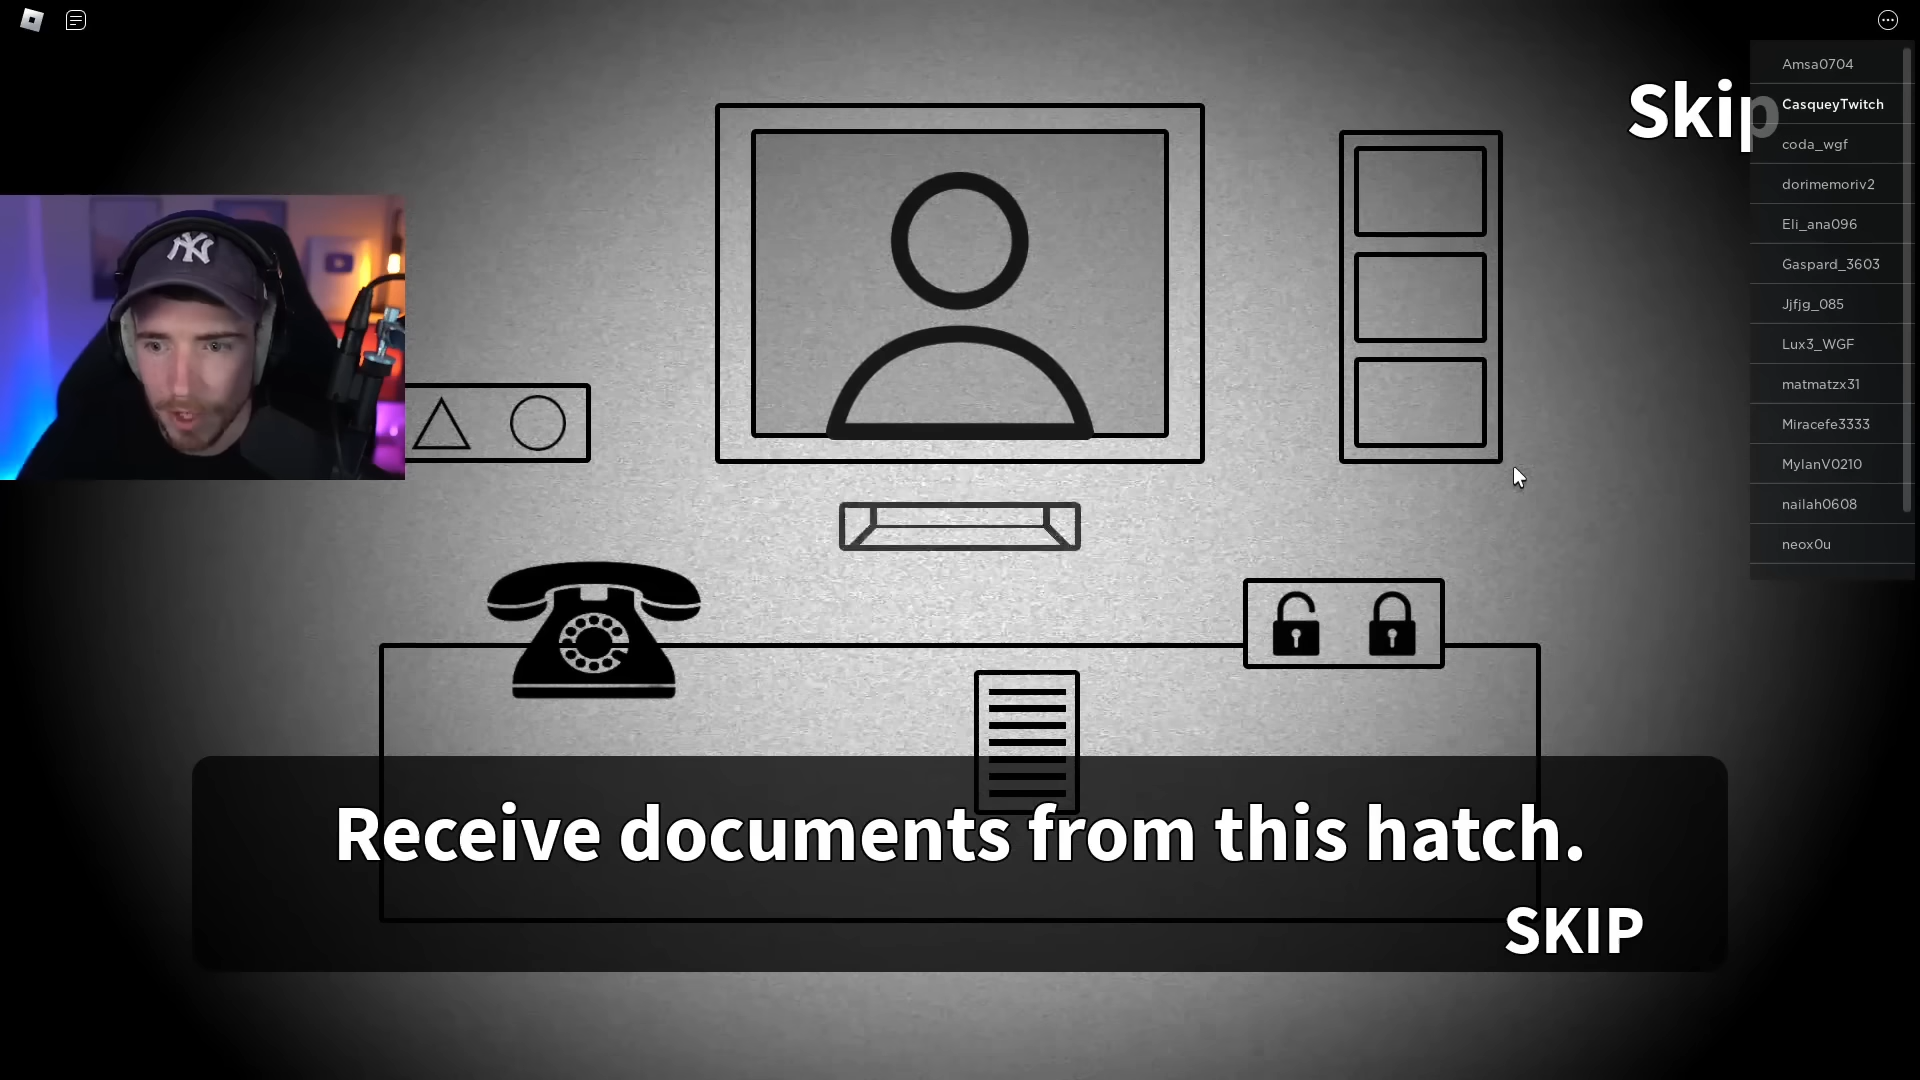 Skip
Amsa0704
CasqueyTwitch
coda_wgf
dorimemoriv2
Eli_ana096
Gaspard_3603
Jjfjg_085
Lux3_WGF
matmatzx31
Miracefe3333
MylanV0210
nailah0608
neox0u
NY
Receive documents from this hatch.
SKIP